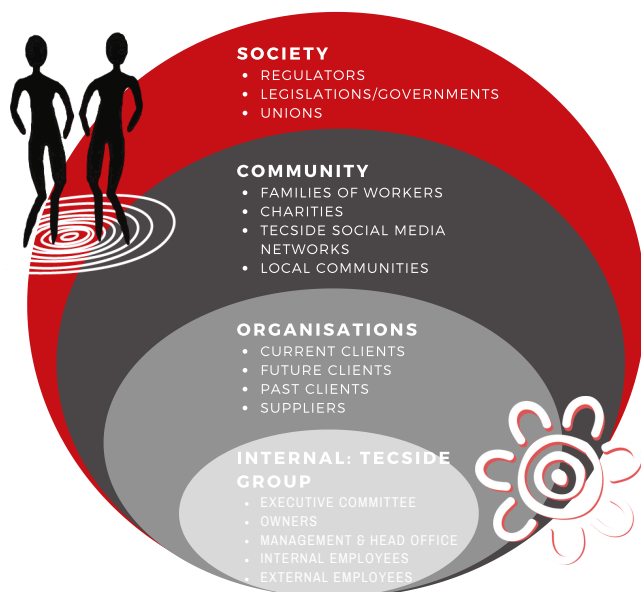 SOCIETY
• REGULATORS
• LEGISLATIONS/GOVERNMENTS
• UNIONS
COMMUNITY
• FAMILIES OF WORKERS
• CHARITIES
• TECSIDE SOCIAL MEDIA
NETWORKS
• LOCAL COMMUNITIES
ORGANISATIONS
• CURRENT CLIENTS
• FUTURE CLIENTS
• PAST CLIENTS
• SUPPLIERS
INTERNAL: TECSIDE
GROUP
• EXECUTIVE COMMITTEE
• OWNERS
• MANAGEMENT & HEAD OFFICE
• INTERNAL EMPLOYEES
• EXTERNAL EMPLOYEES